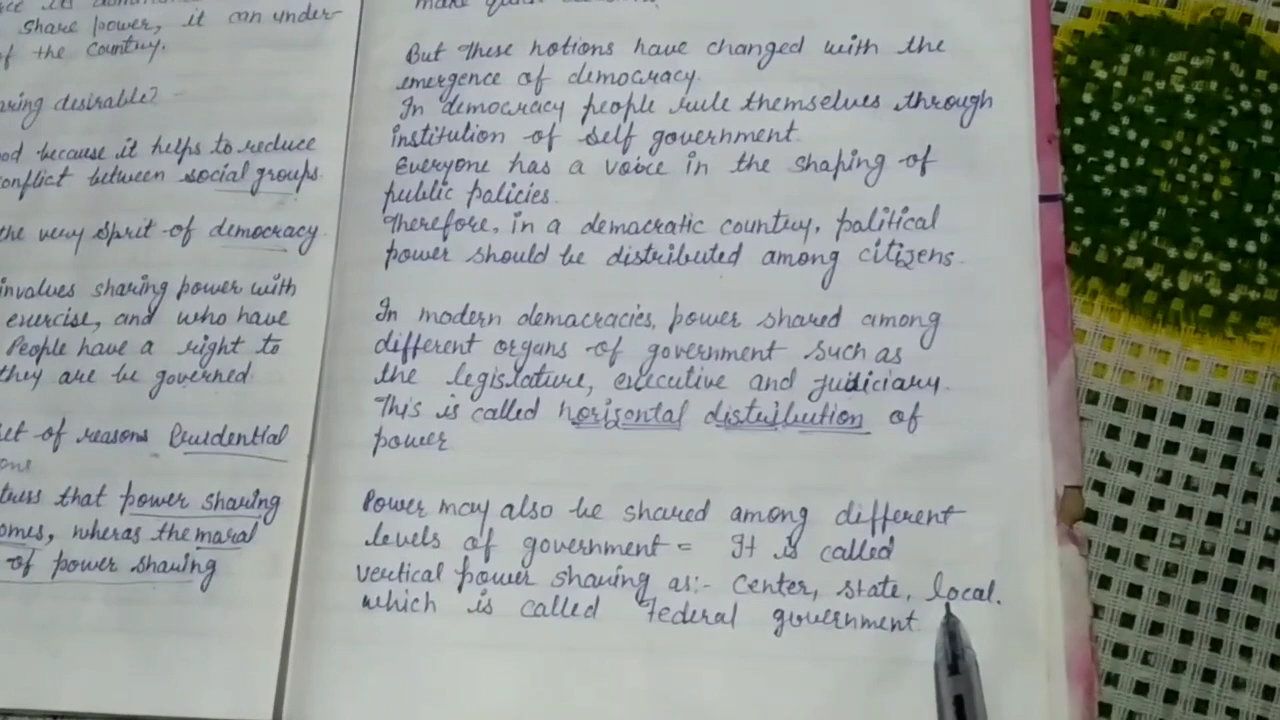 share power, it can under-
of the country.
aring desirable?
od because it helps to reduce
conflict between social groups.
the very sprit of democracy.
involves sharing power with
exercise, and who have
People have a right to
they are be governed.
et of reasons Prudential
one
tress that power sharing
omes, wheras the moral
of power sharing
But these notions have changed with the
emergence of democracy.
In democracy people rule themselves through
institution of self government.
Everyone has a voice in the shaping of
public policies.
Therefore, in a democratic country, political
power should be distributed among citizens.
In modern democracies, power shared among
different organs of government such as
the legislature, executive and judiciary.
This is called horizontal distribution of
power
Power may also be shared among different
levels of government = It is called
vertical power sharing as:- center, state, local.
which is called Federal government.